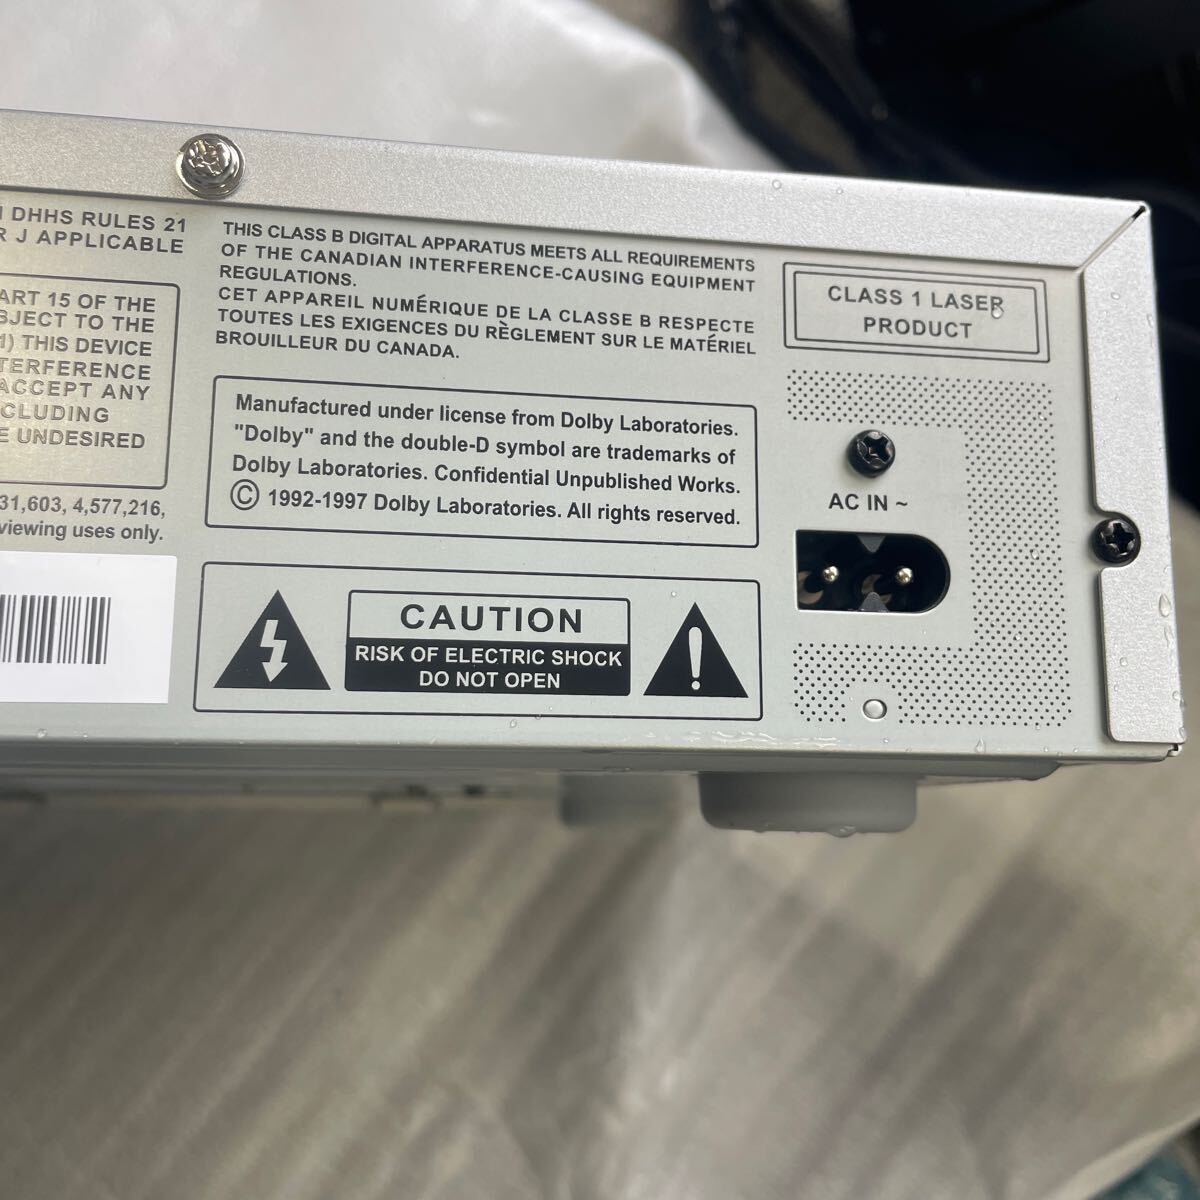 DHHS RULES 21
J APPLICABLE
ART 15 OF THE
BJECT TO THE
1) THIS DEVICE
TERFERENCE
ACCEPT ANY
CLUDING
E UNDESIRED
31,603, 4,577,216,
viewing uses only.
THIS CLASS B DIGITAL APPARATUS MEETS ALL REQUIREMENTS
OF THE CANADIAN INTERFERENCE-CAUSING EQUIPMENT
REGULATIONS.
CET APPAREIL NUMÉRIQUE DE LA CLASSE B RESPECTE
TOUTES LES EXIGENCES DU RÈGLEMENT SUR LE MATÉRIEL
BROUILLEUR DU CANADA.
Manufactured under license from Dolby Laboratories.
"Dolby" and the double-D symbol are trademarks of
Dolby Laboratories. Confidential Unpublished Works.
© 1992-1997 Dolby Laboratories. All rights reserved.
CAUTION
RISK OF ELECTRIC SHOCK
DO NOT OPEN
CLASS 1 LASER
PRODUCT
AC IN ~